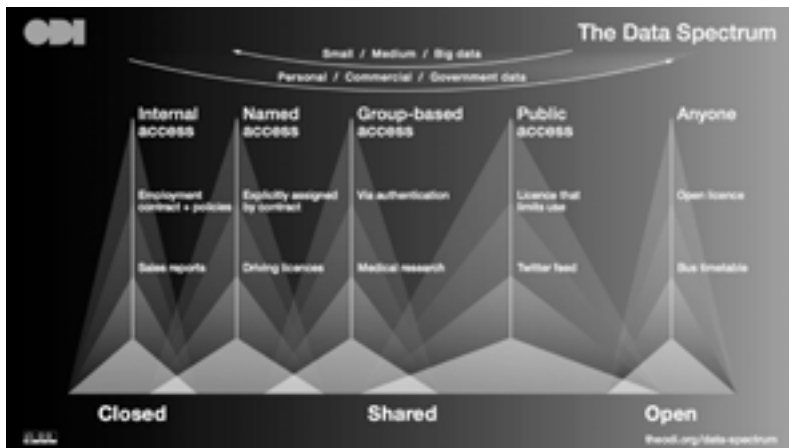 ODI
The Data Spectrum
Small / Medium / Big data
Personal / Commercial / Government data
Internal
access
Named
access
Group-based
access
Public
access
Anyone
Employment
contract + policies
Explicitly assigned
by contract
Via authentication
Licence that
limits use
Open licence
Sales reports
Driving licences
Medical research
Twitter feed
Bus timetable
Closed
Shared
Open
theodi.org/data-spectrum